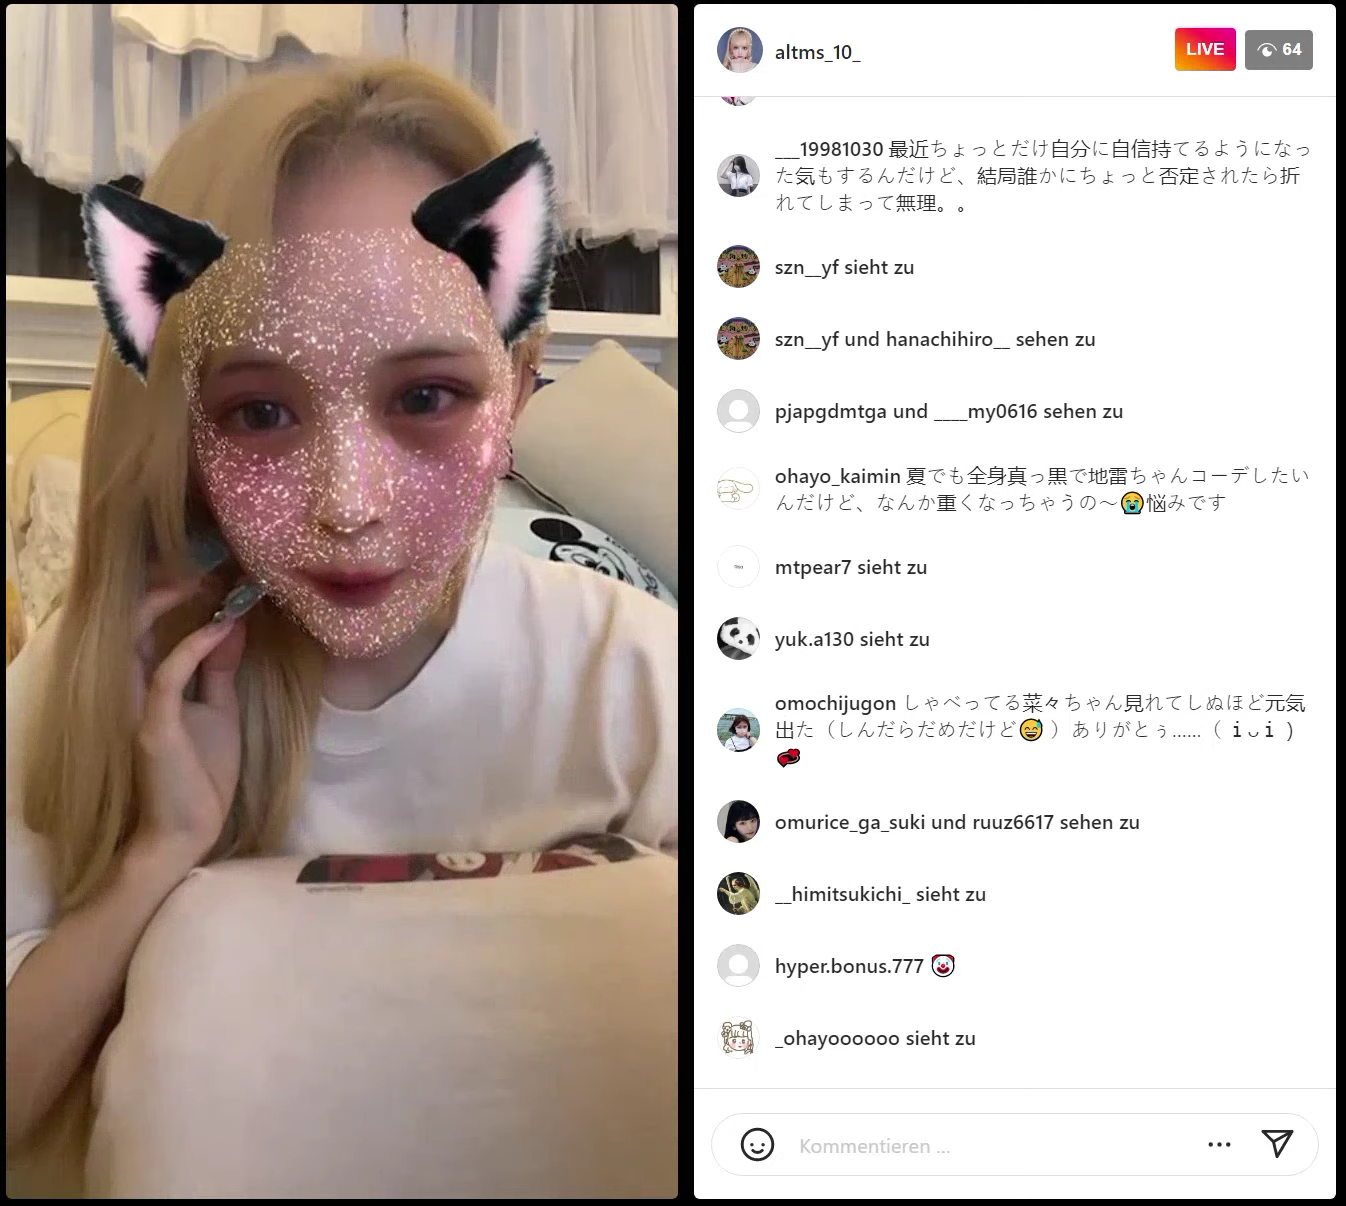 altms_10_
LIVE
64
___19981030 最近ちょっとだけ自分に自信持てるようになっ
た気もするんだけど、結局誰かにちょっと否定されたら折
れてしまって無理。。
szn__yf sieht zu
szn__yf und hanachihiro__ sehen zu
pjapgdmtga und ____my0616 sehen zu
ohayo_kaimin 夏でも全身真っ黒で地雷ちゃんコーデしたい
んだけど、なんか重くなっちゃうの〜😭悩みです
mtpear7 sieht zu
yuk.a130 sieht zu
omochijugon しゃべってる菜々ちゃん見れてしぬほど元気
出た（しんだらだめだけど😅）ありがとぅ......（ i ᴗ i ）
💞
omurice_ga_suki und ruuz6617 sehen zu
__himitsukichi_ sieht zu
hyper.bonus.777 🤡
_ohayoooooo sieht zu
Kommentieren ...